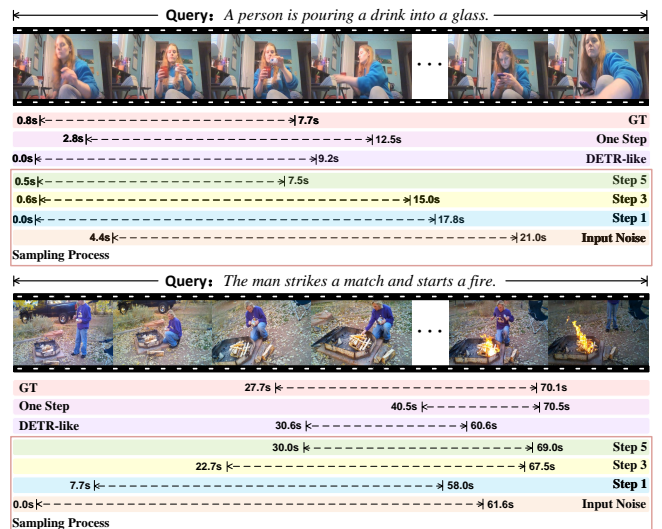 Query: A person is pouring a drink into a glass.
...
0.8s 7.7s GT
2.8s 12.5s One Step
0.0s 9.2s DETR-like
0.5s 7.5s Step 5
0.6s 15.0s Step 3
0.0s 17.8s Step 1
4.4s 21.0s Input Noise
Sampling Process
Query: The man strikes a match and starts a fire.
...
GT 27.7s 70.1s
One Step 40.5s 70.5s
DETR-like 30.6s 60.6s
30.0s 69.0s Step 5
22.7s 67.5s Step 3
7.7s 58.0s Step 1
0.0s 61.6s Input Noise
Sampling Process